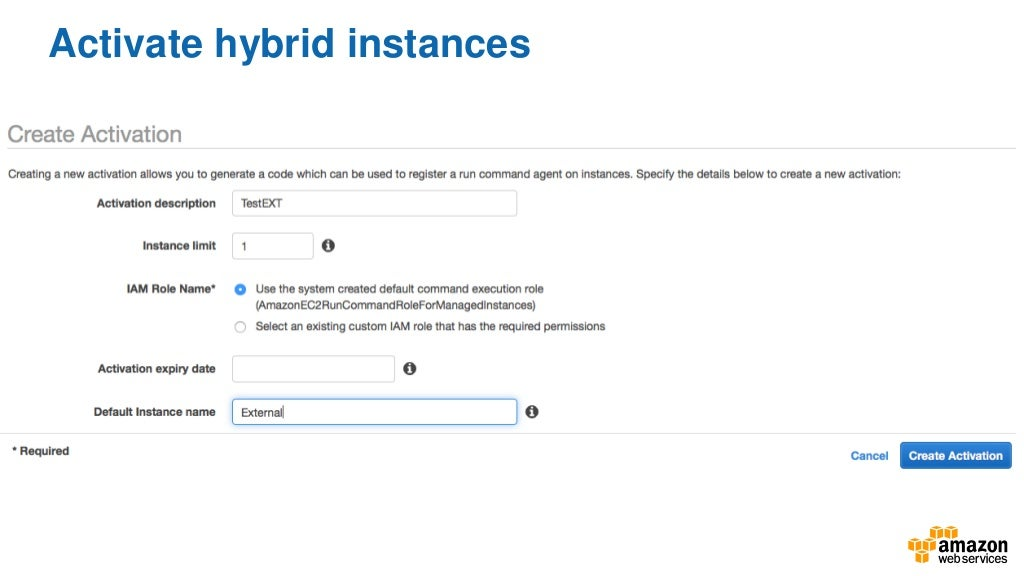 Activate hybrid instances
Create Activation
Creating a new activation allows you to generate a code which can be used to register a run command agent on instances. Specify the details below to create a new activation:
Activation description TestEXT
Instance limit 1
IAM Role Name* Use the system created default command execution role
(AmazonEC2RunCommandRoleForManagedInstances)
Select an existing custom IAM role that has the required permissions
Activation expiry date
Default Instance name External
* Required
Cancel Create Activation
amazon
web services